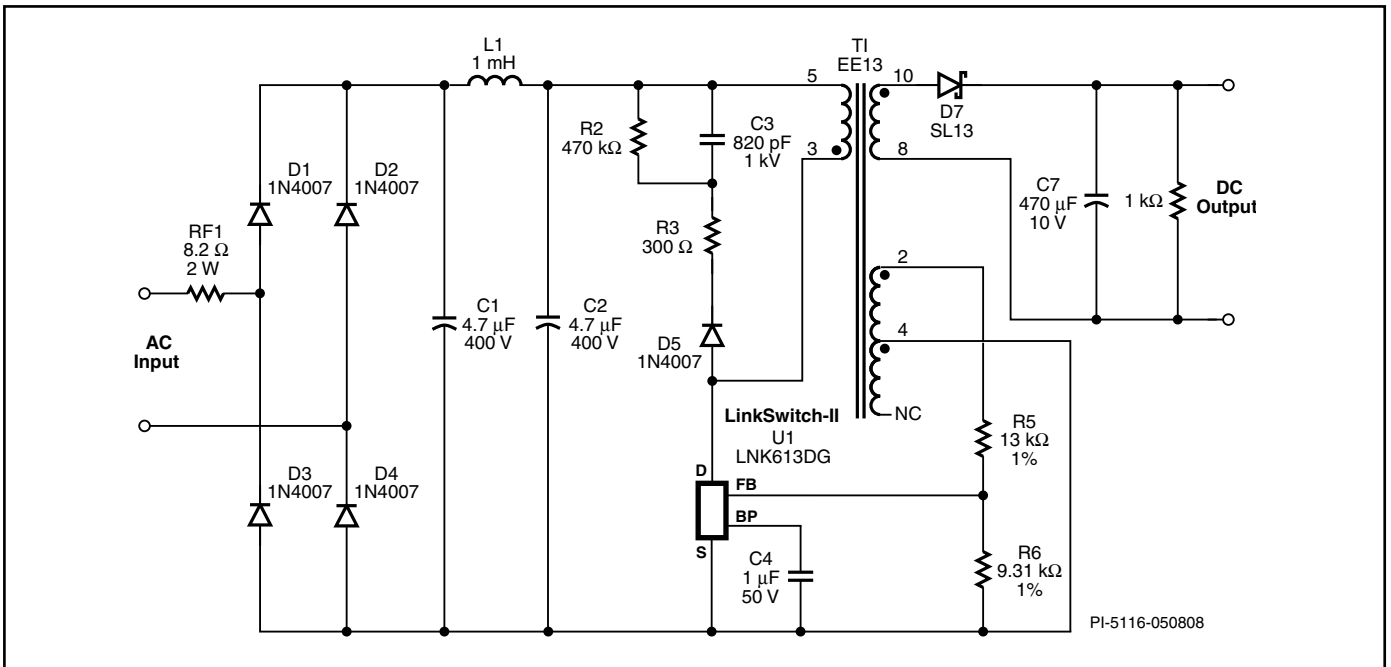 L1
1 mH
TI
EE13
5
10
D7
SL13
R2
470 kΩ
C3
820 pF
1 kV
3
8
D1
1N4007
D2
1N4007
C7
470 µF
10 V
1 kΩ
DC
Output
RF1
8.2 Ω
2 W
R3
300 Ω
2
AC
Input
C1
4.7 µF
400 V
C2
4.7 µF
400 V
D5
1N4007
4
NC
LinkSwitch-II
U1
LNK613DG
R5
13 kΩ
1%
D3
1N4007
D4
1N4007
D
FB
BP
S
C4
1 µF
50 V
R6
9.31 kΩ
1%
PI-5116-050808